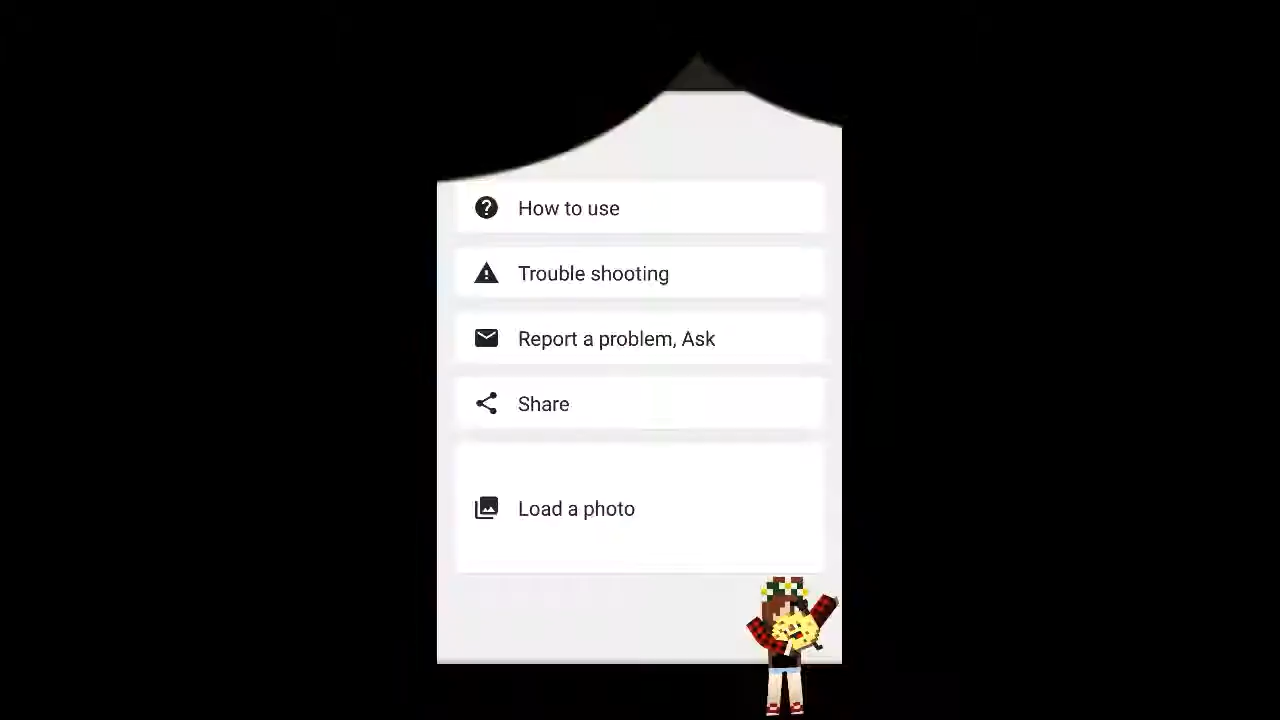 How to use
Trouble shooting
Report a problem, Ask
Share
Load a photo